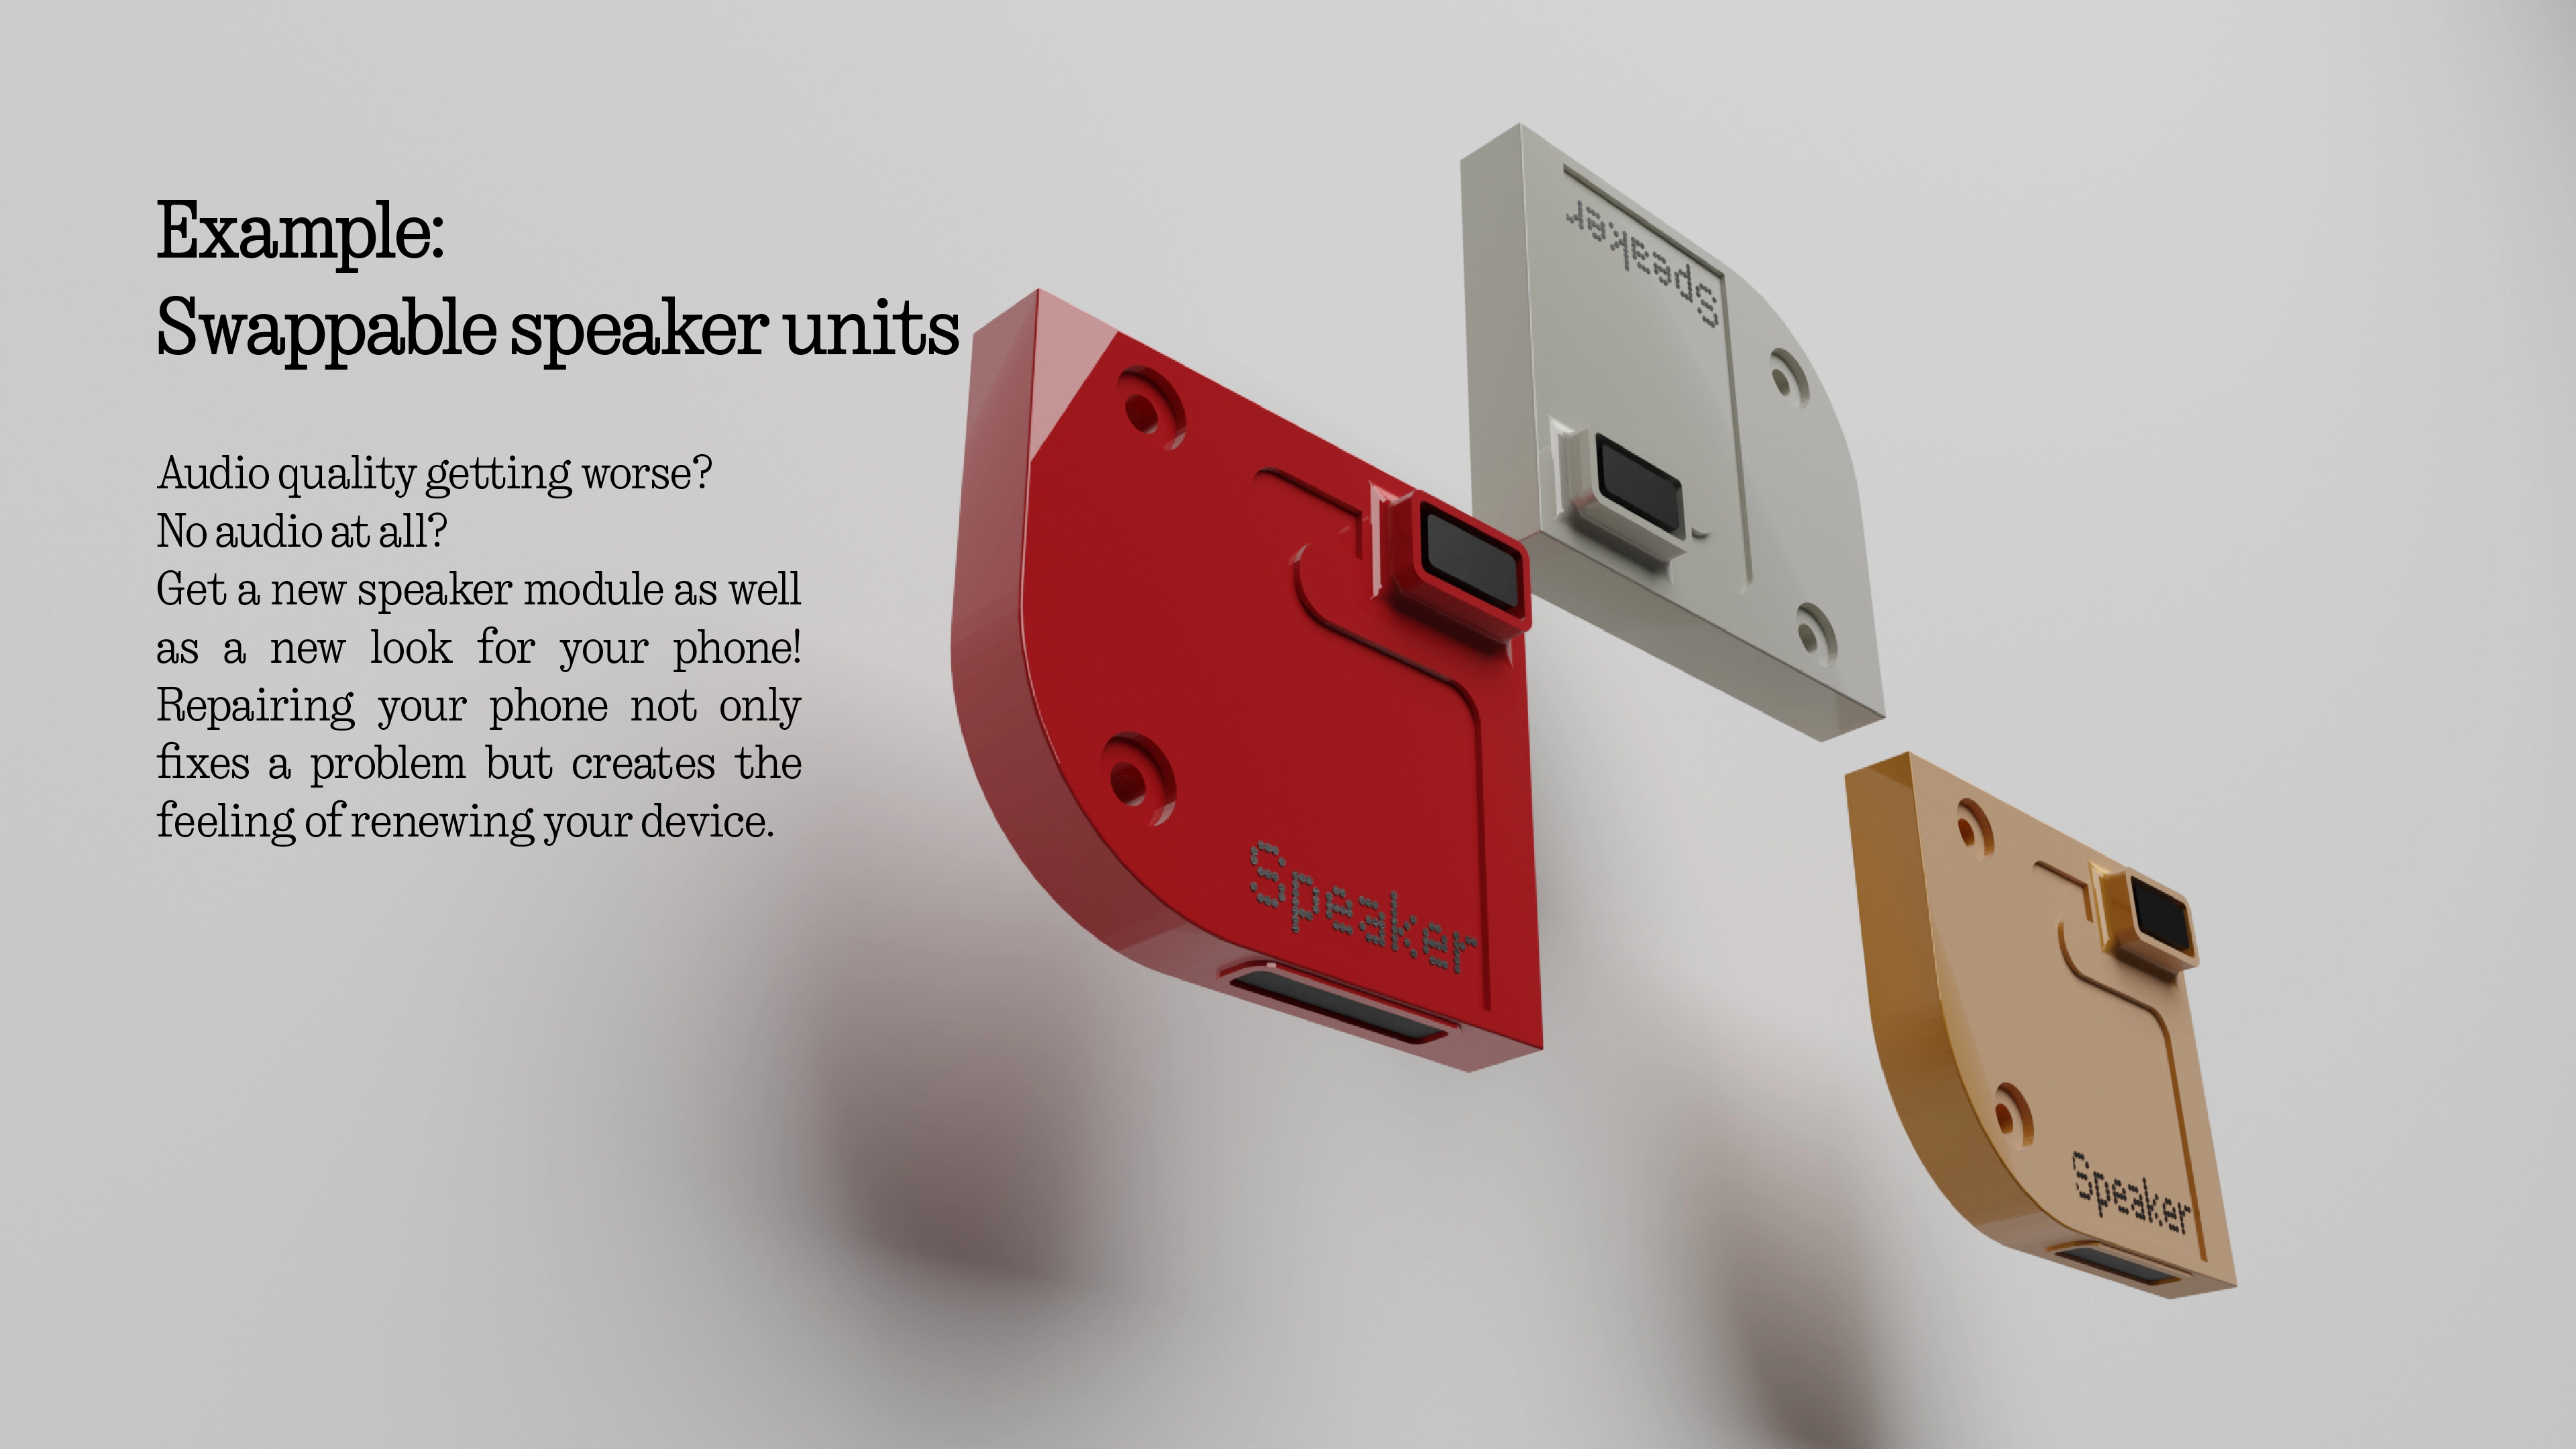 Example:
Swappable speaker units
Audio quality getting worse?
No audio at all?
Get a new speaker module as well
as a new look for your phone!
Repairing your phone not only
fixes a problem but creates the
feeling of renewing your device.
Speaker
Speaker
Speaker